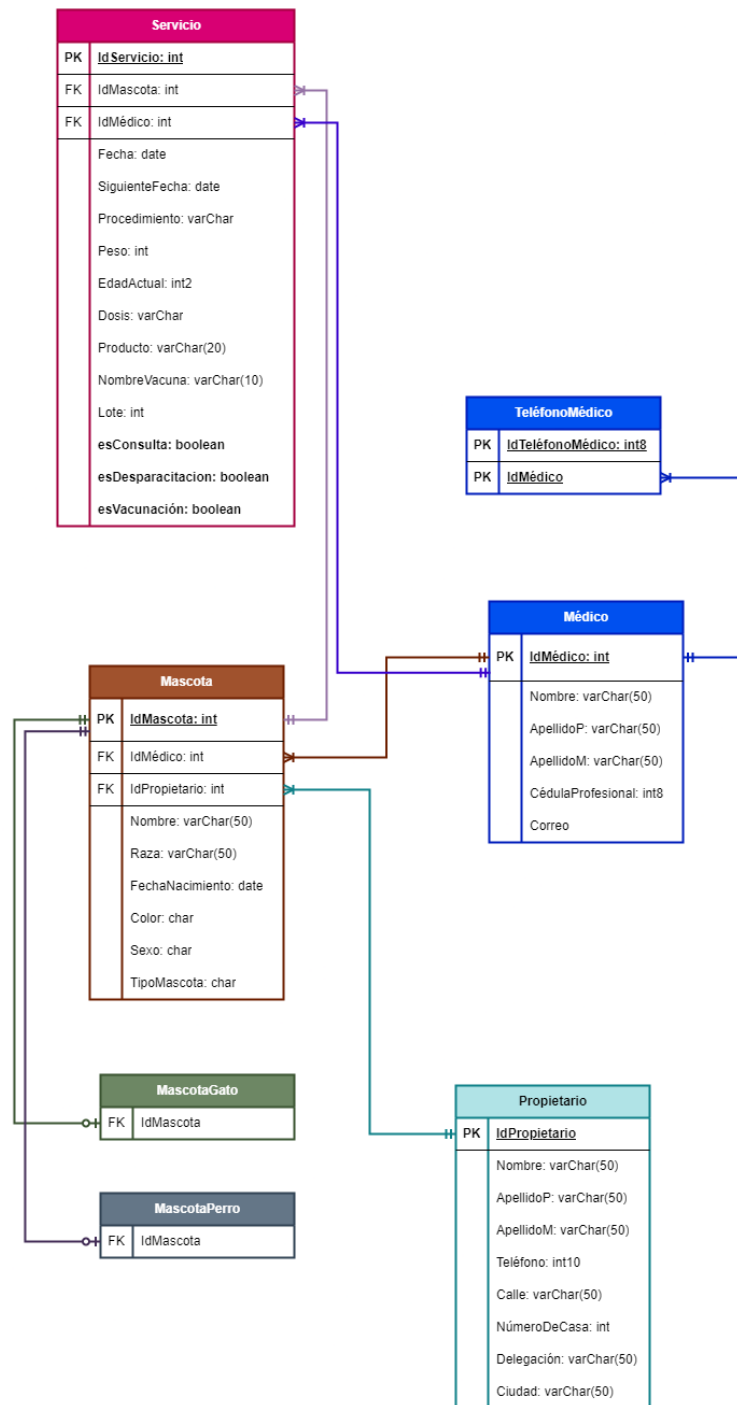 Servicio
PK IdServicio: int
FK IdMascota: int
FK IdMédico: int
Fecha: date
SiguienteFecha: date
Procedimiento: varChar
Peso: int
EdadActual: int2
Dosis: varChar
Producto: varChar(20)
NombreVacuna: varChar(10)
Lote: int
esConsulta: boolean
esDesparacitacion: boolean
esVacunación: boolean
TeléfonoMédico
PK IdTeléfonoMédico: int8
PK IdMédico
Médico
PK IdMédico: int
Nombre: varChar(50)
ApellidoP: varChar(50)
ApellidoM: varChar(50)
CédulaProfesional: int8
Correo
Mascota
PK IdMascota: int
FK IdMédico: int
FK IdPropietario: int
Nombre: varChar(50)
Raza: varChar(50)
FechaNacimiento: date
Color: char
Sexo: char
TipoMascota: char
MascotaGato
FK IdMascota
MascotaPerro
FK IdMascota
Propietario
PK IdPropietario
Nombre: varChar(50)
ApellidoP: varChar(50)
ApellidoM: varChar(50)
Teléfono: int10
Calle: varChar(50)
NúmeroDeCasa: int
Delegación: varChar(50)
Ciudad: varChar(50)